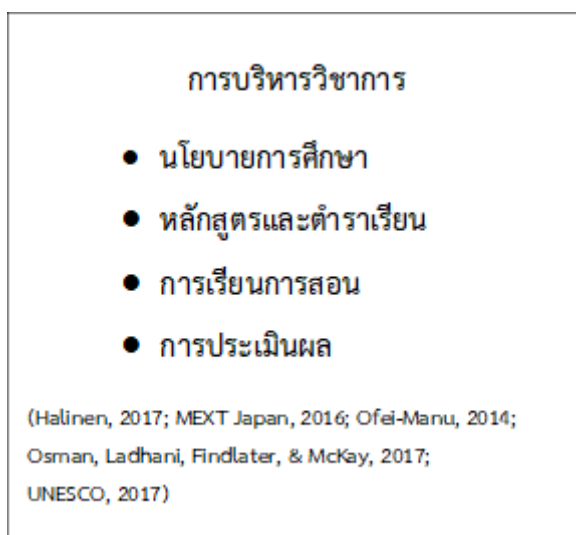 การบริหารวิชาการ
● นโยบายการศึกษา
● หลักสูตรและตำราเรียน
● การเรียนการสอน
● การประเมินผล
(Halinen, 2017; MEXT Japan, 2016; Ofei-Manu, 2014;
Osman, Ladhani, Findlater, & McKay, 2017;
UNESCO, 2017)